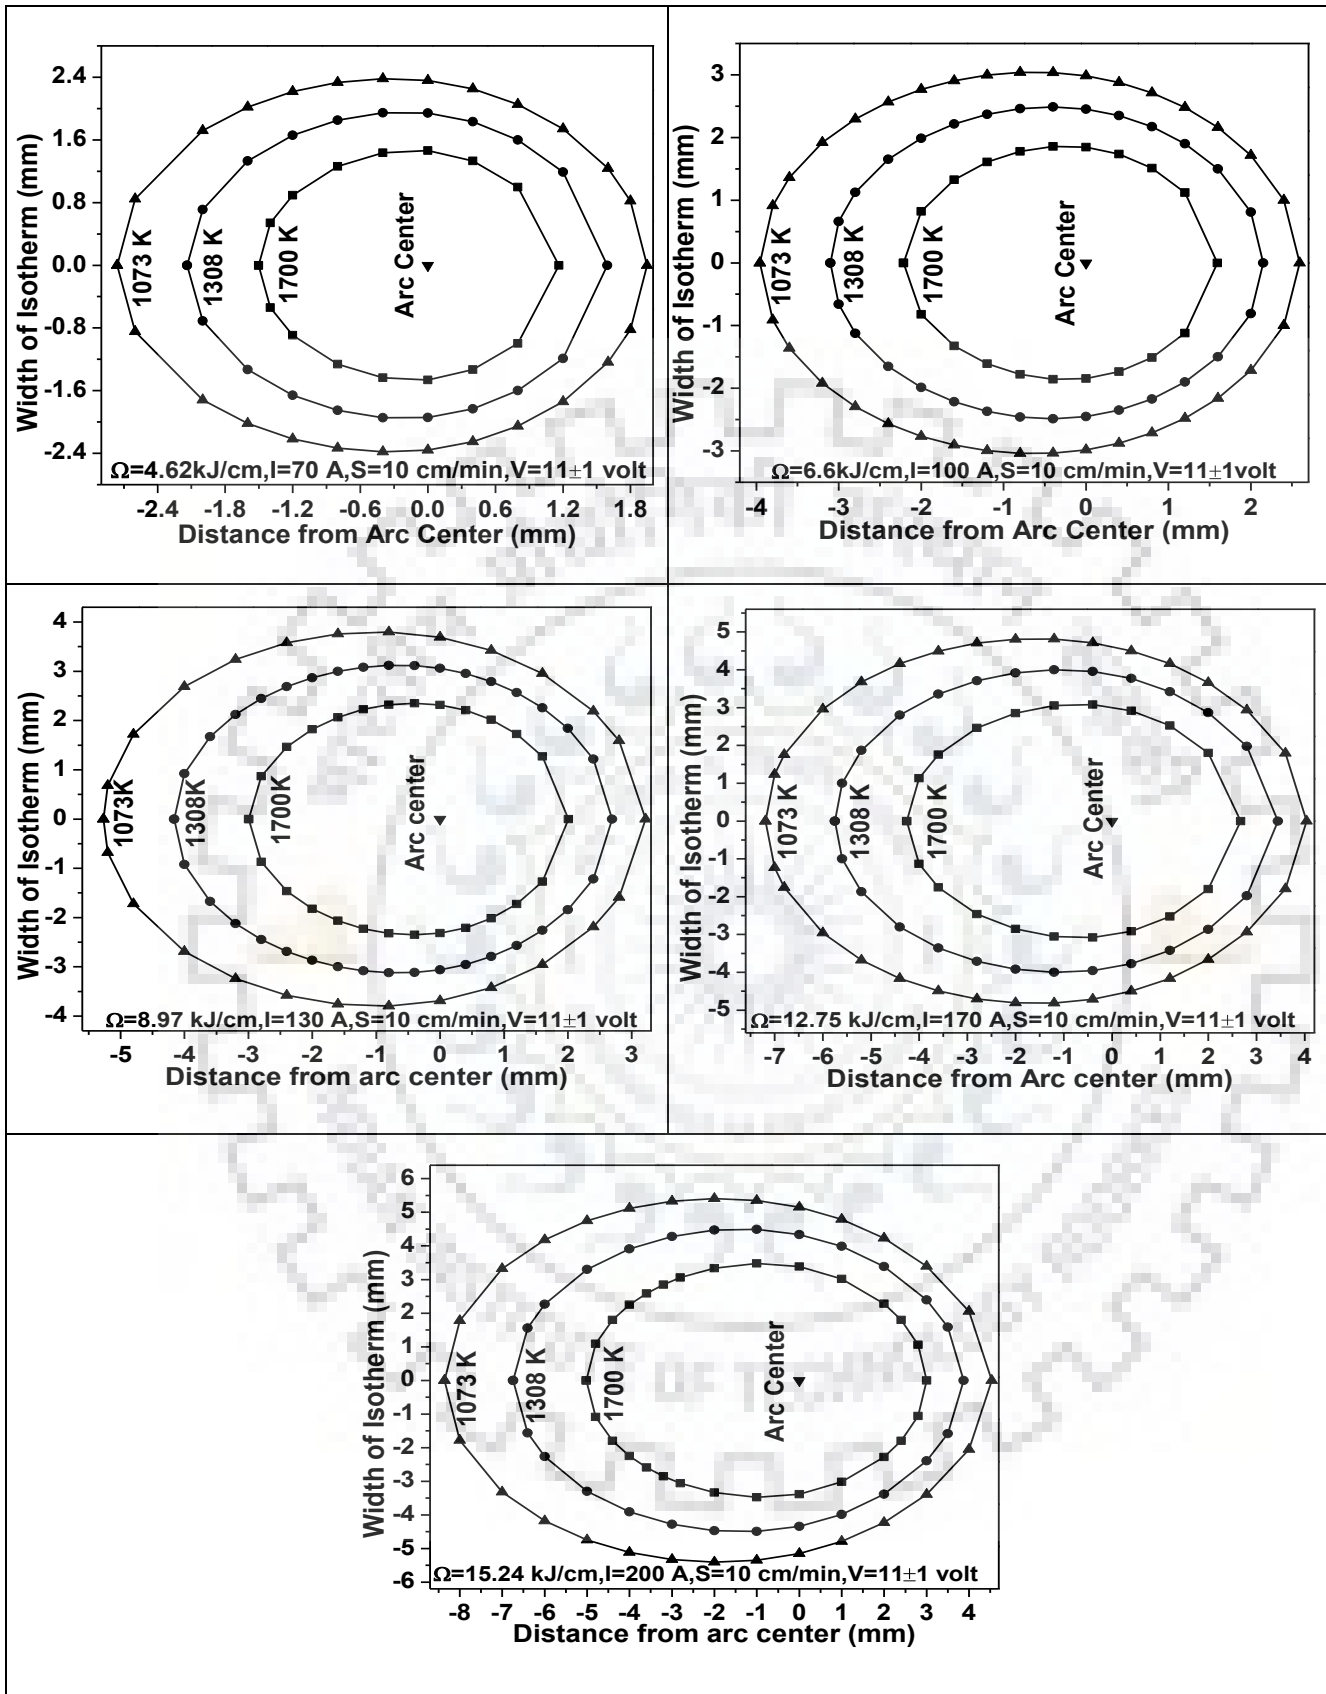 Width of Isotherm (mm)
2.4
1.6
0.8
0.0
-0.8
-1.6
-2.4
1073 K
1308 K
1700 K
Arc Center
Ω=4.62kJ/cm,I=70 A,S=10 cm/min,V=11±1 volt
-2.4 -1.8 -1.2 -0.6 0.0 0.6 1.2 1.8
Distance from Arc Center (mm)
Width of Isotherm (mm)
3
2
1
0
-1
-2
-3
1073 K
1308 K
1700 K
Arc Center
Ω=6.6kJ/cm,I=100 A,S=10 cm/min,V=11±1volt
-4 -3 -2 -1 0 1 2
Distance from Arc Center (mm)
Width of Isotherm (mm)
4
3
2
1
0
-1
-2
-3
-4
1073K
1308K
1700K
Arc center
Ω=8.97 kJ/cm,I=130 A,S=10 cm/min,V=11±1 volt
-5 -4 -3 -2 -1 0 1 2 3
Distance from arc center (mm)
Width of Isotherm (mm)
5
4
3
2
1
0
-1
-2
-3
-4
-5
1073 K
1308 K
1700 K
Arc Center
Ω=12.75 kJ/cm,I=170 A,S=10 cm/min,V=11±1 volt
-7 -6 -5 -4 -3 -2 -1 0 1 2 3 4
Distance from Arc center (mm)
Width of Isotherm (mm)
6
5
4
3
2
1
0
-1
-2
-3
-4
-5
-6
1073 K
1308 K
1700 K
Arc Center
Ω=15.24 kJ/cm,I=200 A,S=10 cm/min,V=11±1 volt
-8 -7 -6 -5 -4 -3 -2 -1 0 1 2 3 4
Distance from arc center (mm)